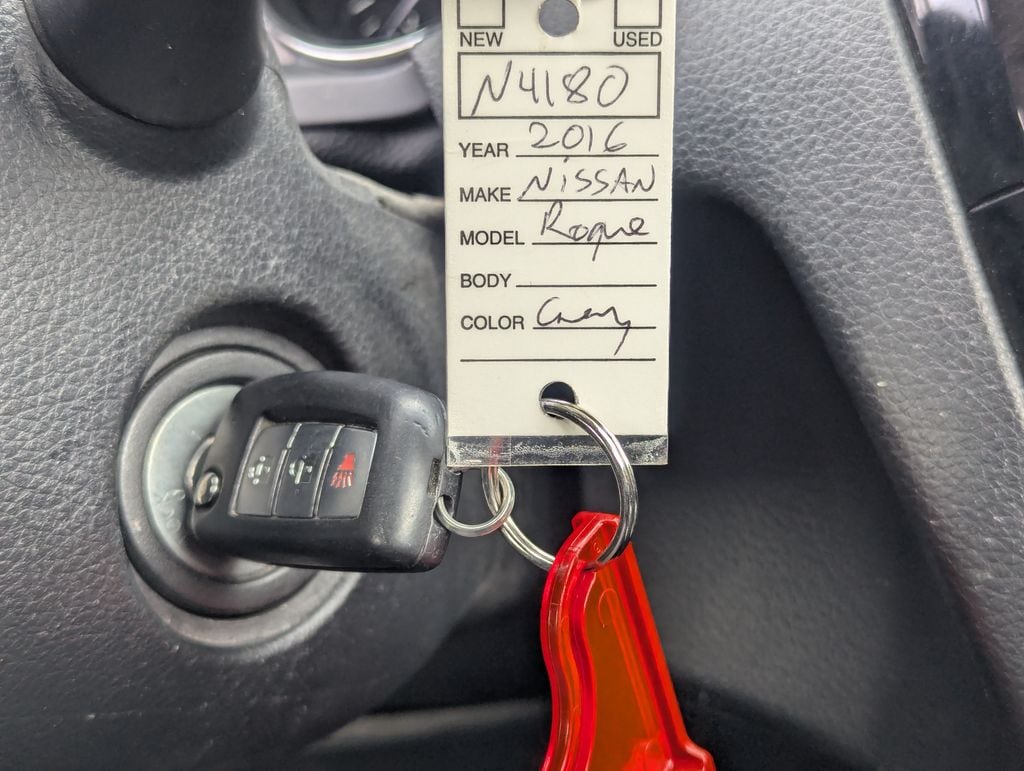 NEW USED
N4180
YEAR 2016
MAKE NISSAN
MODEL Rogue
BODY
COLOR Grey